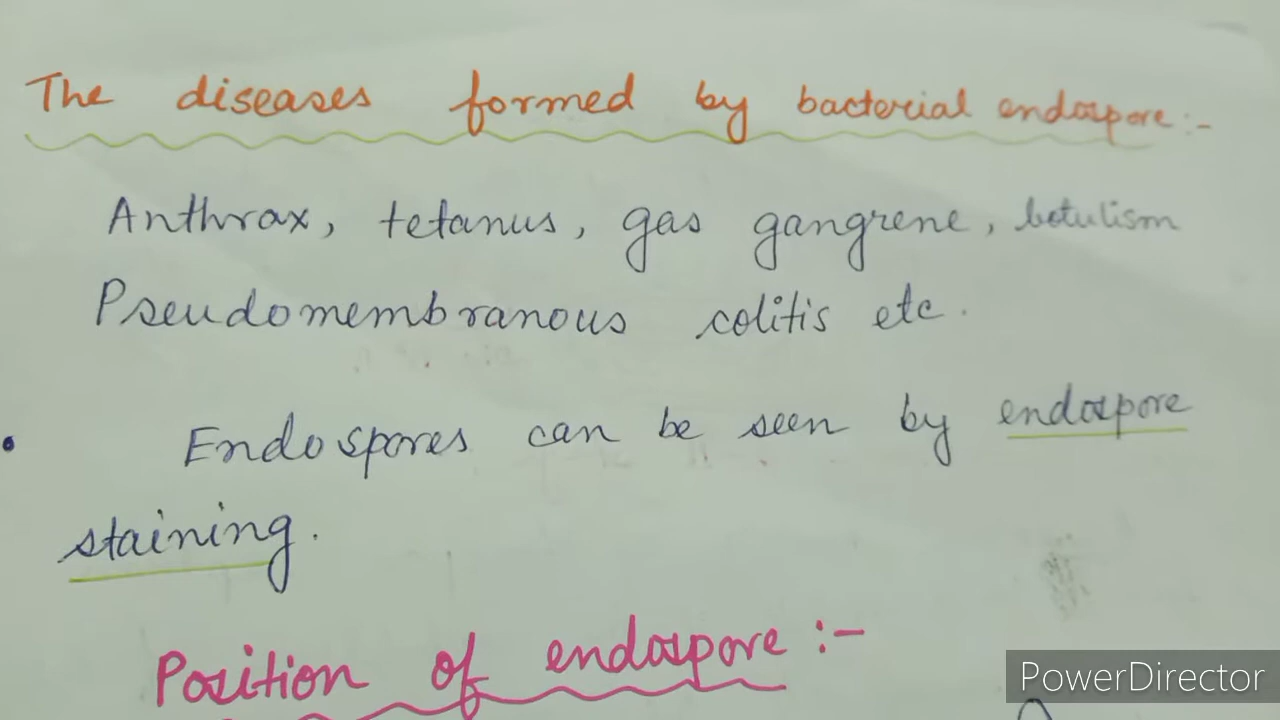 The diseases formed by bacterial endospore:-
Anthrax, tetanus, gas gangrene, botulism
Pseudomembranous colitis etc.
• Endospores can be seen by endospore
staining.
Position of endospore :-
PowerDirector